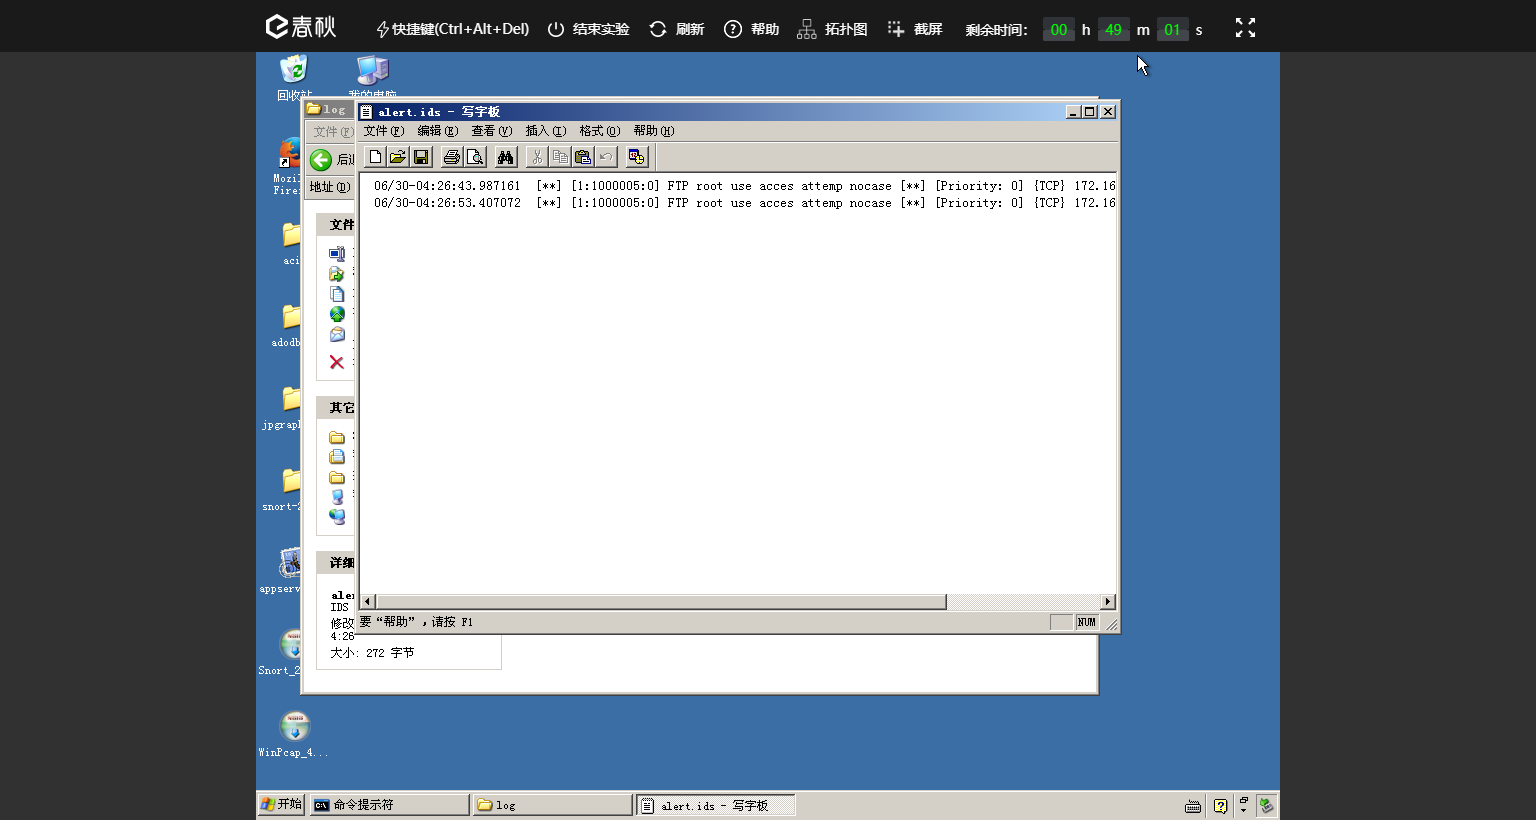 春秋 快捷键(Ctrl+Alt+Del) 结束实验 刷新 帮助 拓扑图 截屏 剩余时间: 00 h 49 m 01 s
回收站 我的电脑
log
alert.ids - 写字板
文件(F)
文件(F) 编辑(E) 查看(V) 插入(I) 格式(O) 帮助(H)
后退
地址(D)
06/30-04:26:43.987161 [**] [1:1000005:0] FTP root use acces attemp nocase [**] [Priority: 0] {TCP} 172.16
06/30-04:26:53.407072 [**] [1:1000005:0] FTP root use acces attemp nocase [**] [Priority: 0] {TCP} 172.16
Mozil
Firef
文件
aci
adodb
其它
jpgrap
snort-2
详细
appserv
aler
IDS
修改
4:26
大小: 272 字节
要“帮助”，请按 F1
NUM
Snort_2
WinPcap_4...
开始 命令提示符 log alert.ids - 写字板